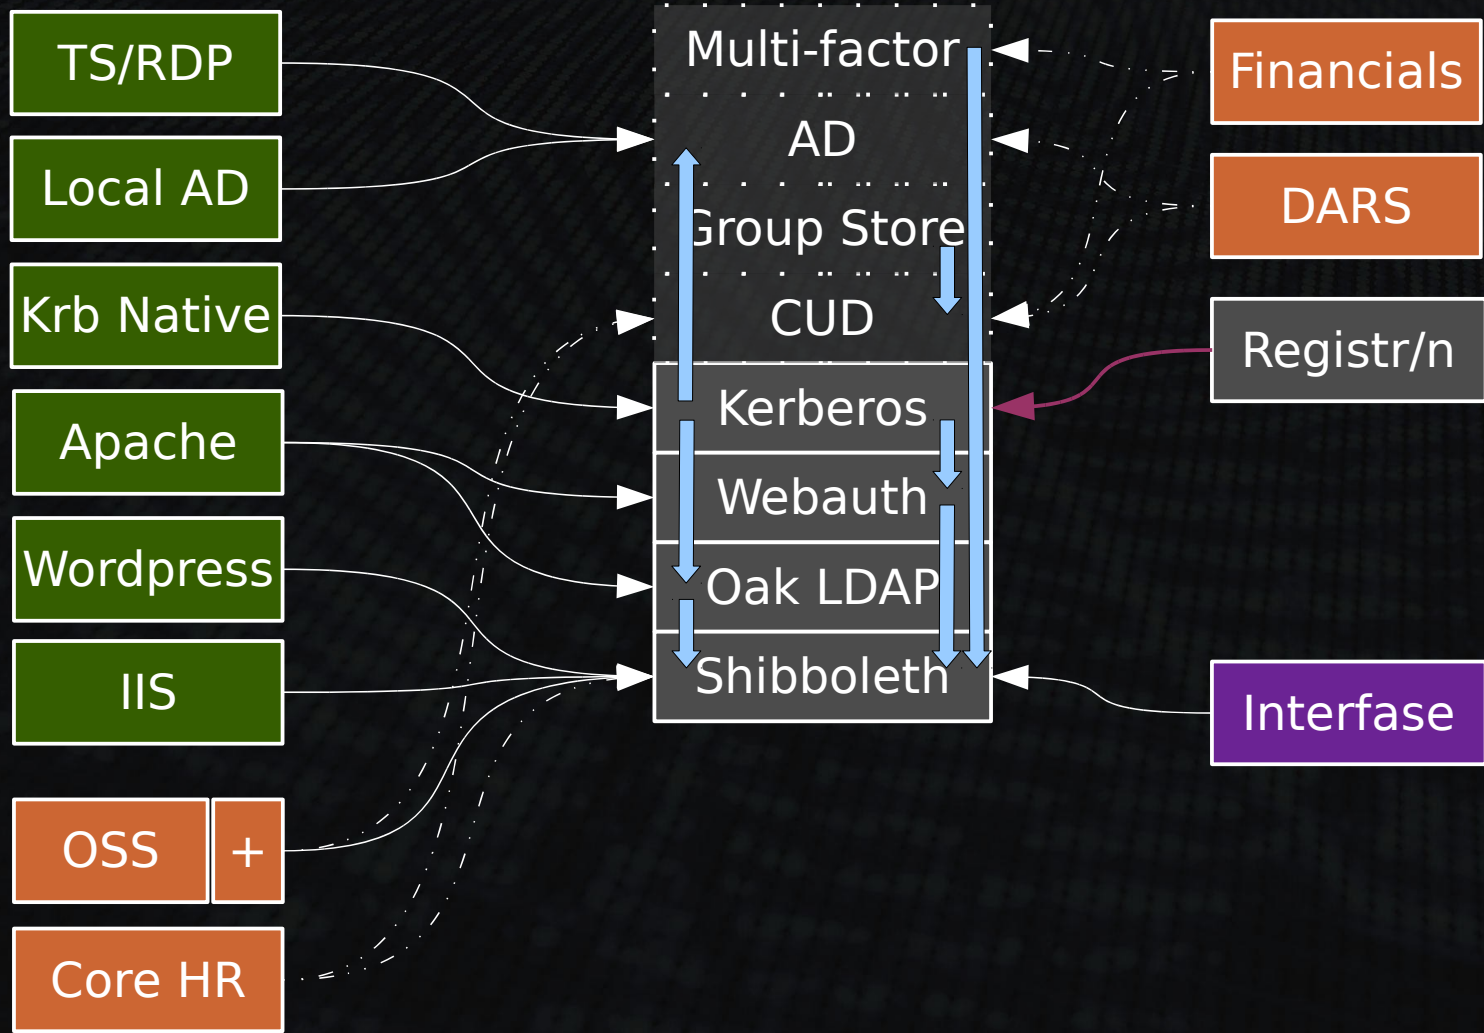 TS/RDP
Local AD
Krb Native
Apache
Wordpress
IIS
OSS
+
Core HR
Multi-factor
AD
Group Store
CUD
Kerberos
Webauth
Oak LDAP
Shibboleth
Financials
DARS
Registr/n
Interfase